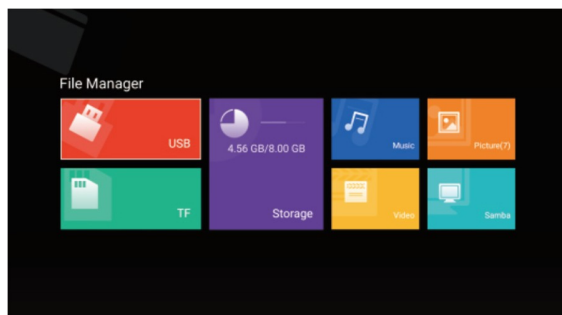 File Manager
USB
4.56 GB/8.00 GB
Storage
Music
Picture(7)
TF
Video
Samba